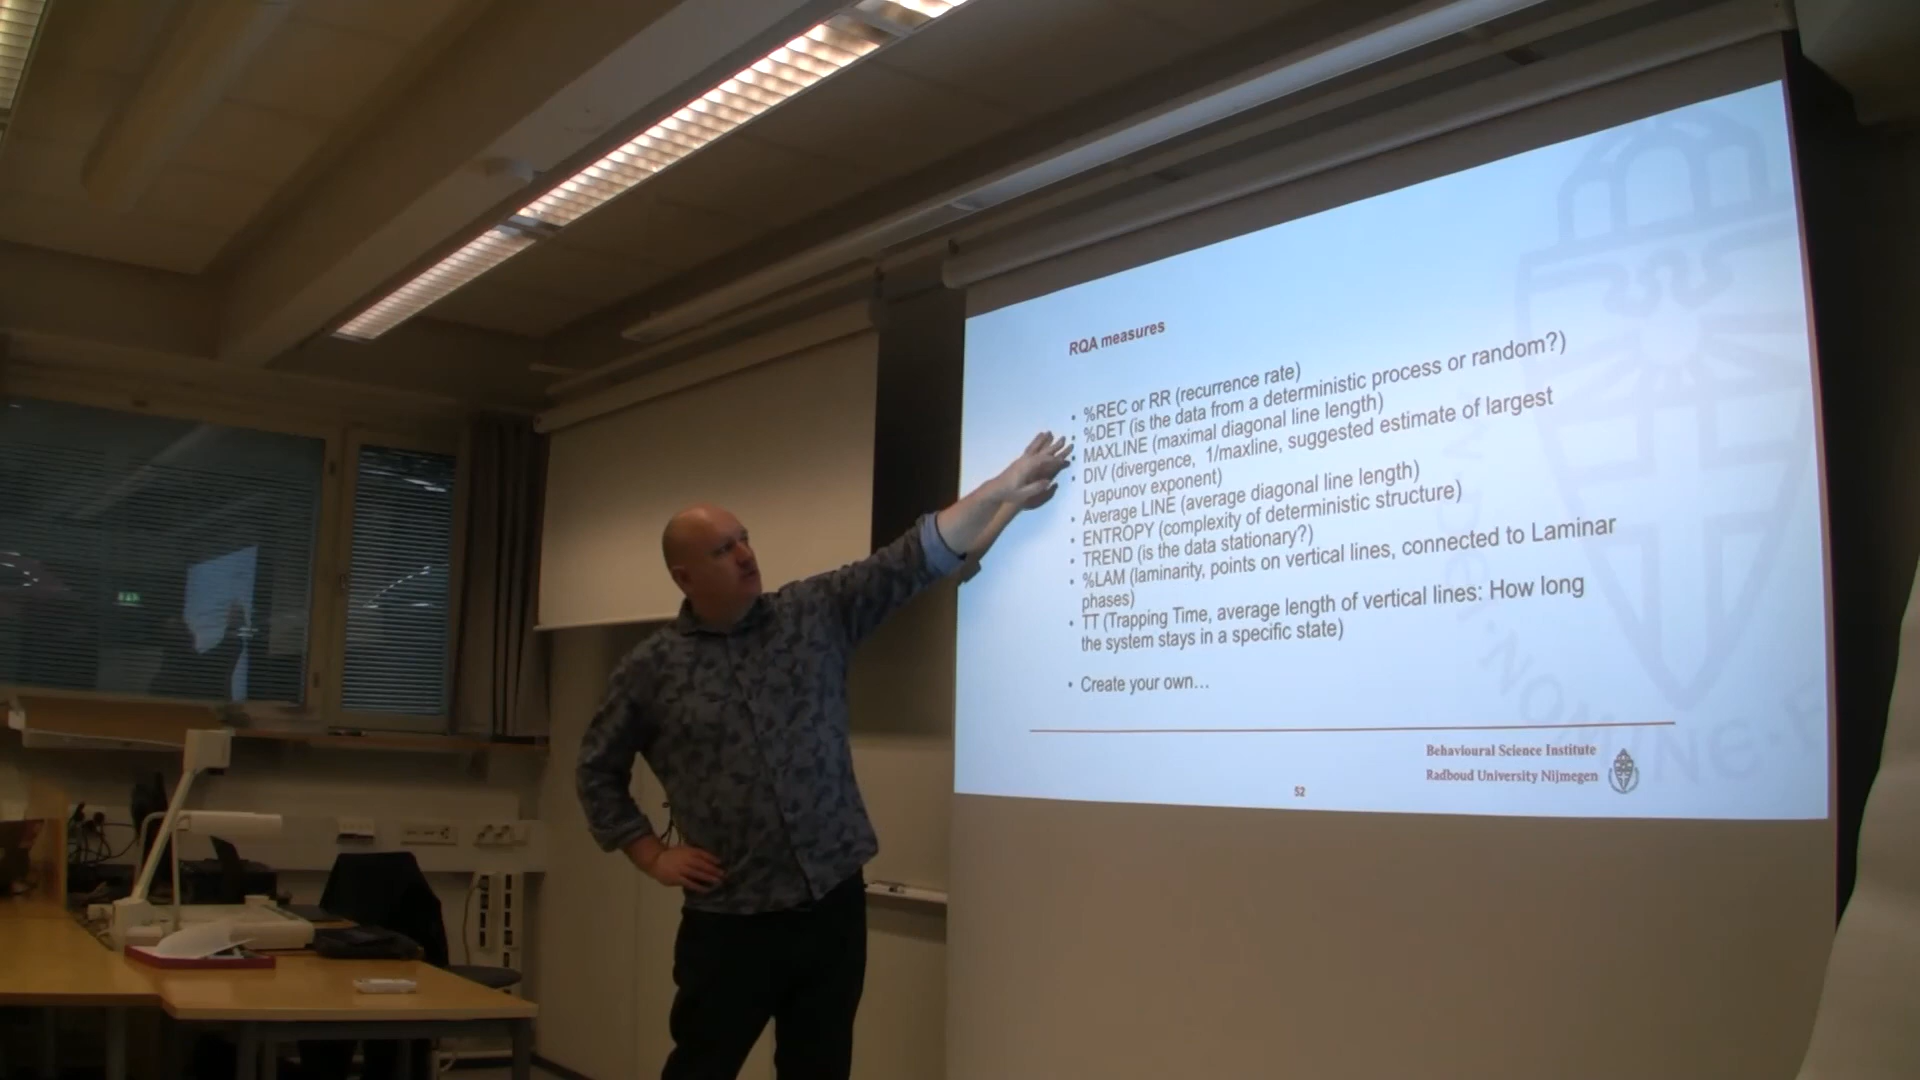 RQA measures
• %REC or RR (recurrence rate)
• %DET (is the data from a deterministic process or random?)
• MAXLINE (maximal diagonal line length)
• DIV (divergence, 1/maxline, suggested estimate of largest
Lyapunov exponent)
• Average LINE (average diagonal line length)
• ENTROPY (complexity of deterministic structure)
• TREND (is the data stationary?)
• %LAM (laminarity, points on vertical lines, connected to Laminar
phases)
• TT (Trapping Time, average length of vertical lines: How long
the system stays in a specific state)
• Create your own...
Behavioural Science Institute
Radboud University Nijmegen
52